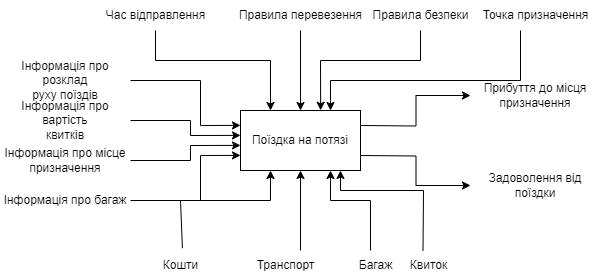 Час відправлення
Правила перевезення
Правила безпеки
Точка призначення
Інформація про
розклад
руху поїздів
Інформація про
вартість
квитків
Інформація про місце
призначення
Інформація про багаж
Поїздка на потязі
Прибуття до місця
призначення
Задоволення від
поїздки
Кошти
Транспорт
Багаж
Квиток